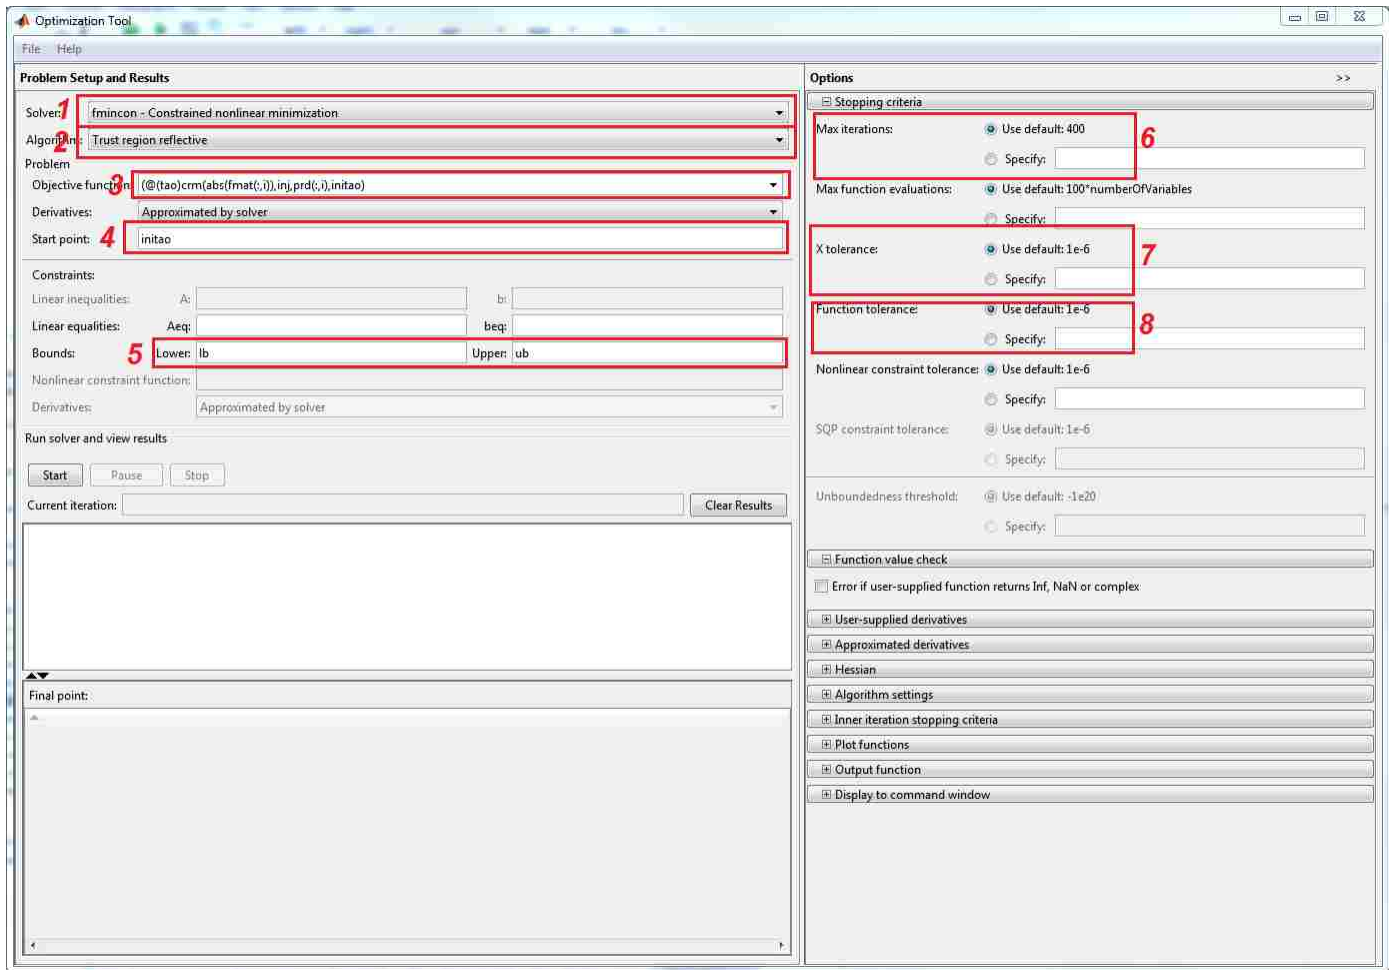 Optimization Tool
File Help
Problem Setup and Results
Solver: 1 fmincon - Constrained nonlinear minimization
Algorithm: 2 Trust region reflective
Problem
Objective function: 3 (@(tao)crm(abs(fmat(:,i)),inj,prd(:,i),initao)
Derivatives: Approximated by solver
Start point: 4 initao
Constraints:
Linear inequalities: A: b:
Linear equalities: Aeq: beq:
Bounds: 5 Lower: lb Upper: ub
Nonlinear constraint function:
Derivatives: Approximated by solver
Run solver and view results
Start Pause Stop
Current iteration: Clear Results
Final point:
Options >>
Stopping criteria
Max iterations: Use default: 400 6
Specify:
Max function evaluations: Use default: 100*numberOfVariables
Specify:
X tolerance: Use default: 1e-6 7
Specify:
Function tolerance: Use default: 1e-6 8
Specify:
Nonlinear constraint tolerance: Use default: 1e-6
Specify:
SQP constraint tolerance: Use default: 1e-6
Specify:
Unboundedness threshold: Use default: -1e20
Specify:
Function value check
Error if user-supplied function returns Inf, NaN or complex
User-supplied derivatives
Approximated derivatives
Hessian
Algorithm settings
Inner iteration stopping criteria
Plot functions
Output function
Display to command window